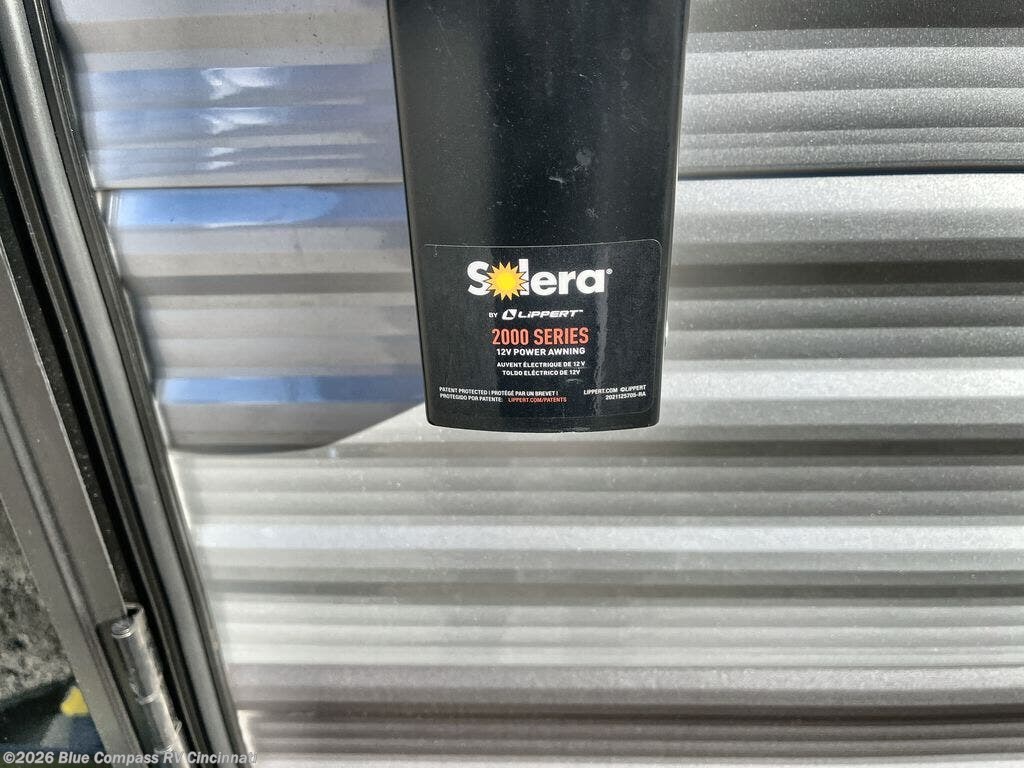 Solera®
BY LiPPERT™
2000 SERIES
12V POWER AWNING
AUVENT ÉLECTRIQUE DE 12 V
TOLDO ELÉCTRICO DE 12V
PATENT PROTECTED | PROTÉGÉ PAR UN BREVET |
PROTEGIDO POR PATENTE: LIPPERT.COM/PATENTS
LIPPERT.COM ©LIPPERT
2021125705-RA
©2026 Blue Compass RV Cincinnati